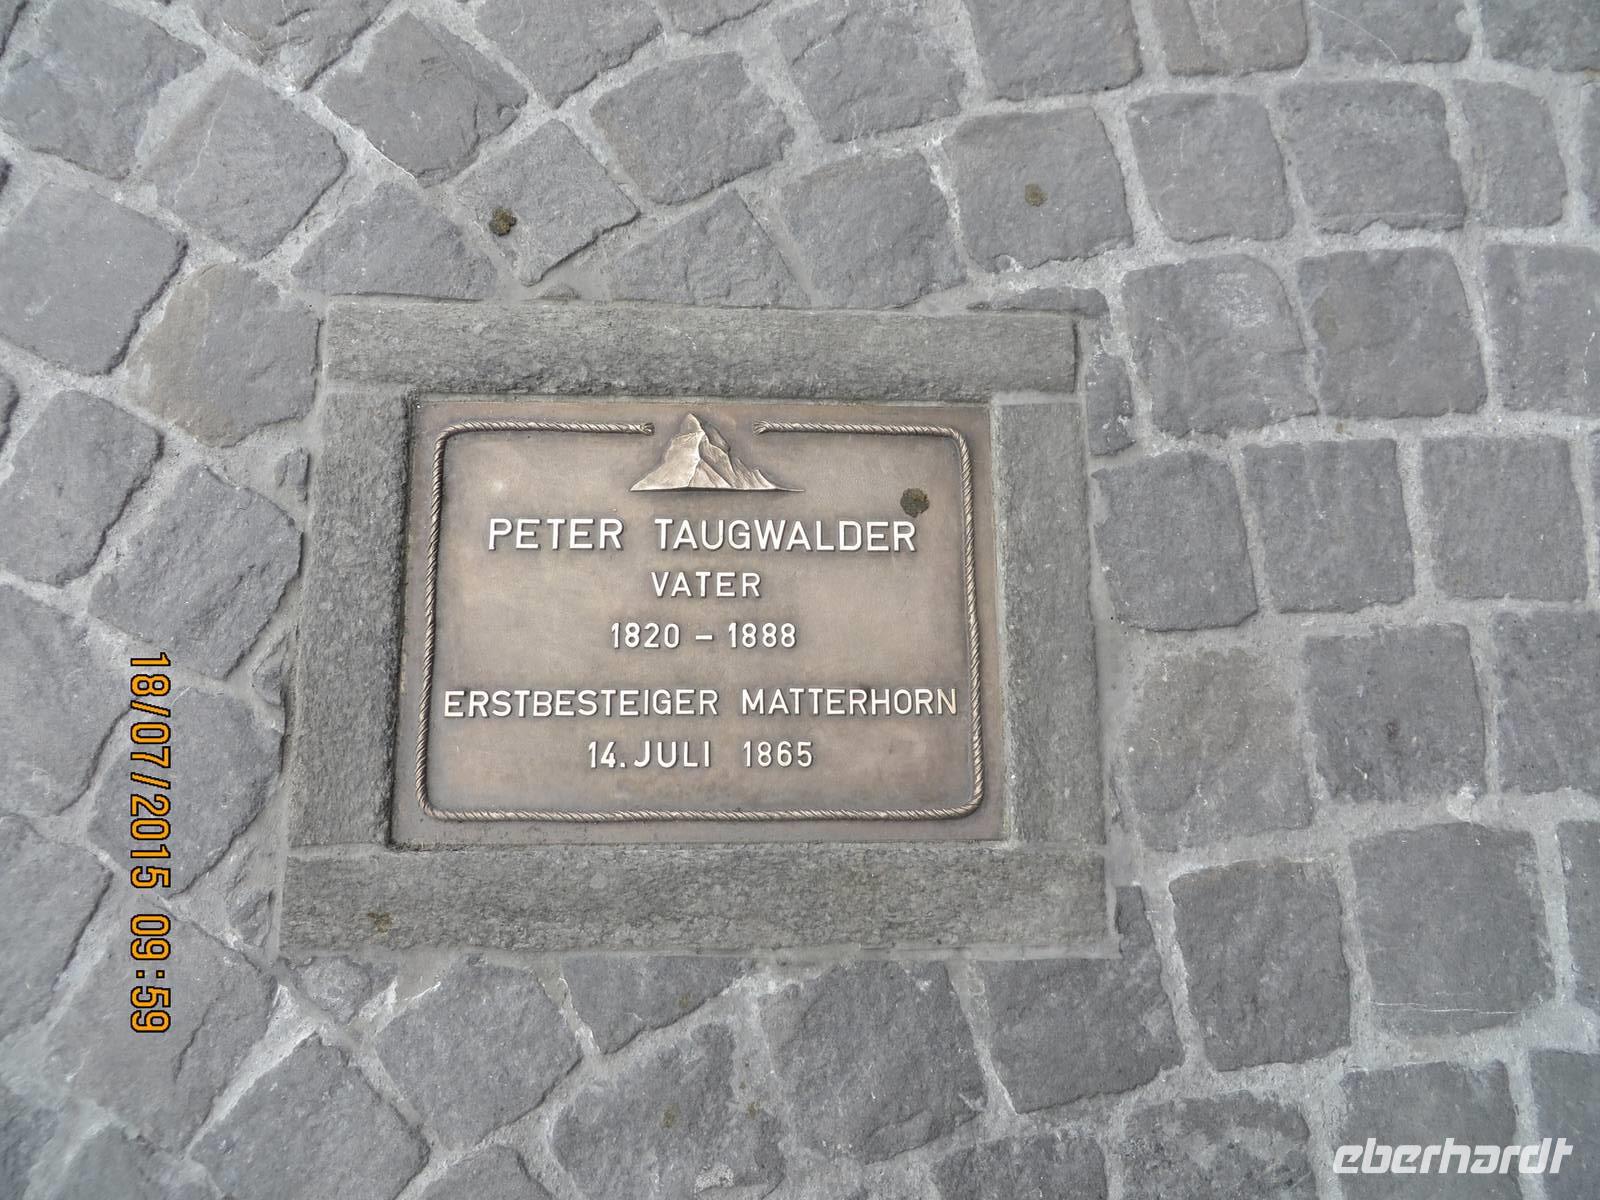 PETER TAUGWALDER
VATER
1820 – 1888
ERSTBESTEIGER MATTERHORN
14. JULI 1865
18/07/2015 09:59
eberhardt